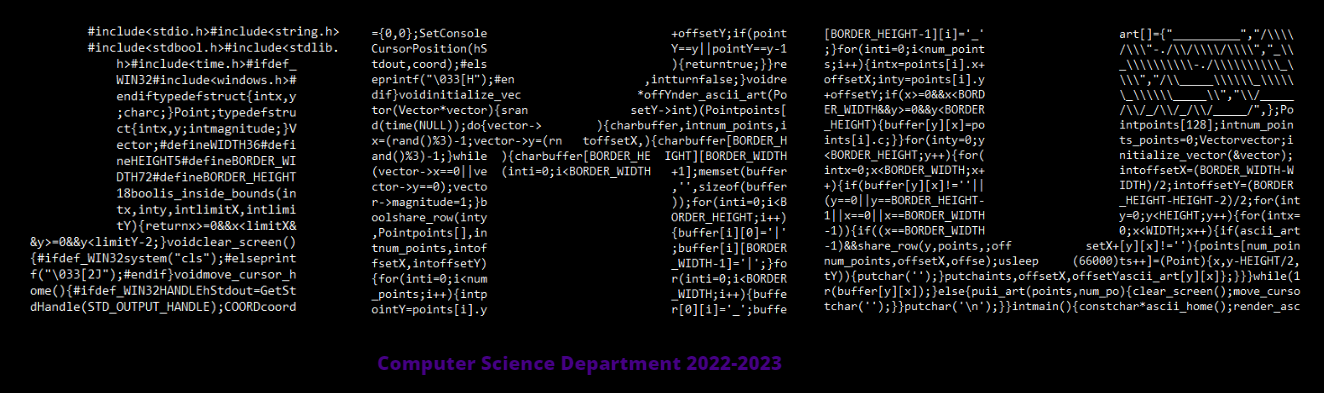 #include<stdio.h>#include<string.h>
#include<stdbool.h>#include<stdlib.
h>#include<time.h>#ifdef_
WIN32#include<windows.h>#
endiftypedefstruct{intx,y
;charc;}Point;typedefstru
ct{intx,y;intmagnitude;}V
ector;#defineWIDTH36#defi
neHEIGHT5#defineBORDER_WI
DTH72#defineBORDER_HEIGHT
18boolis_inside_bounds(in
tx,inty,intlimitX,intlimi
tY){returnx>=0&&x<limitX&
&y>=0&&y<limitY-2;}voidclear_screen()
{#ifdef_WIN32system("cls");#elseprint
f("\033[2J");#endif}voidmove_cursor_h
ome(){#ifdef_WIN32HANDLEhStdout=GetSt
dHandle(STD_OUTPUT_HANDLE);COORDcoord
={0,0};SetConsole +offsetY;if(point
CursorPosition(hS Y==y||pointY==y-1
tdout,coord);#els ){returntrue;}}re
eprintf("\033[H");#en ,intturnfalse;}voidre
dif}voidinitialize_vec *offYnder_ascii_art(Po
tor(Vector*vector){sran setY->int)(Pointpoints[
d(time(NULL));do{vector-> ){charbuffer,intnum_points,i
x=(rand()%3)-1;vector->y=(rn toffsetX,){charbuffer[BORDER_H
and()%3)-1;}while ){charbuffer[BORDER_HE IGHT][BORDER_WIDTH
(vector->x==0||ve (inti=0;i<BORDER_WIDTH +1];memset(buffer
ctor->y==0);vecto ,'',sizeof(buffer
r->magnitude=1;}b ));for(inti=0;i<B
oolshare_row(inty ORDER_HEIGHT;i++)
,Pointpoints[],in {buffer[i][0]='|'
tnum_points,intof ;buffer[i][BORDER
fsetX,intoffsetY) _WIDTH-1]='|';}fo
{for(inti=0;i<num r(inti=0;i<BORDER
_points;i++){intp _WIDTH;i++){buffe
ointY=points[i].y r[0][i]='_';buffe
[BORDER_HEIGHT-1][i]='_' art[]={"__________","/\\\\
;}for(inti=0;i<num_point /\\\"-./\\/\\\\/\\\\","_\\
s;i++){intx=points[i].x+ _\\\\\\\\\\-./\\\\\\\\\\_\
offsetX;inty=points[i].y \\\","/\\_____\\\\\\_\\\\\
+offsetY;if(x>=0&&x<BORD \_\\\\\\_____\\","\\/_____
ER_WIDTH&&y>=0&&y<BORDER /\\/_/\\/_/\\/_____/",};Po
_HEIGHT){buffer[y][x]=po intpoints[128];intnum_poin
ints[i].c;}}for(inty=0;y ts_points=0;Vectorvector;i
<BORDER_HEIGHT;y++){for( nitialize_vector(&vector);
intx=0;x<BORDER_WIDTH;x+ intoffsetX=(BORDER_WIDTH-W
+){if(buffer[y][x]!=''|| IDTH)/2;intoffsetY=(BORDER
(y==0||y==BORDER_HEIGHT- _HEIGHT-HEIGHT-2)/2;for(int
1||x==0||x==BORDER_WIDTH y=0;y<HEIGHT;y++){for(intx=
-1)){if((x==BORDER_WIDTH 0;x<WIDTH;x++){if(ascii_art
-1)&&share_row(y,points,;off setX+[y][x]!=''){points[num_poin
num_points,offsetX,offse);usleep (66000)ts++]=(Point){x,y-HEIGHT/2,
tY)){putchar('');}putchaints,offsetX,offsetYascii_art[y][x]};}}}while(1
r(buffer[y][x]);}else{puii_art(points,num_po){clear_screen();move_curso
tchar('');}}putchar('\n');}}intmain(){constchar*ascii_home();render_asc
Computer Science Department 2022-2023